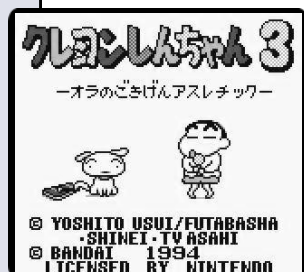 クレヨンしんちゃん3
ーオラのごきげんアスレチックー
© YOSHITO USUI/FUTABASHA
・SHINEI・TV ASAHI
© BANDAI 1994
LICENSED BY NINTENDO